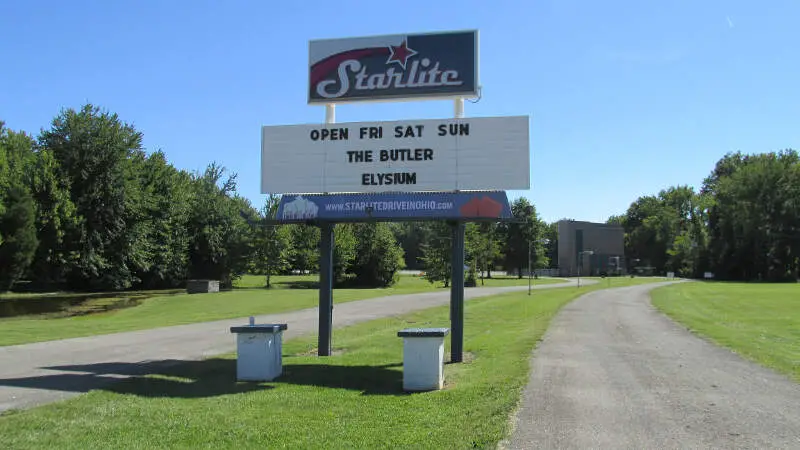 Starlite
OPEN FRI SAT SUN
THE BUTLER
ELYSIUM
WWW.STARLITEDRIVEINOHIO.COM